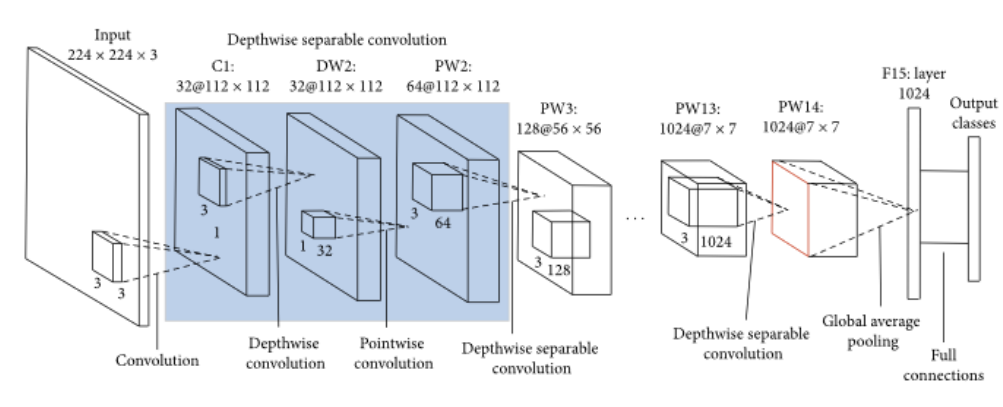 Input
224 × 224 × 3
Depthwise separable convolution
C1:
32@112 × 112
DW2:
32@112 × 112
PW2:
64@112 × 112
PW3:
128@56 × 56
PW13:
1024@7 × 7
PW14:
1024@7 × 7
F15: layer
1024
Output
classes
3
3
3
1
1
32
3
64
3
128
...
3
1024
Convolution
Depthwise
convolution
Pointwise
convolution
Depthwise separable
convolution
Depthwise separable
convolution
Global average
pooling
Full
connections